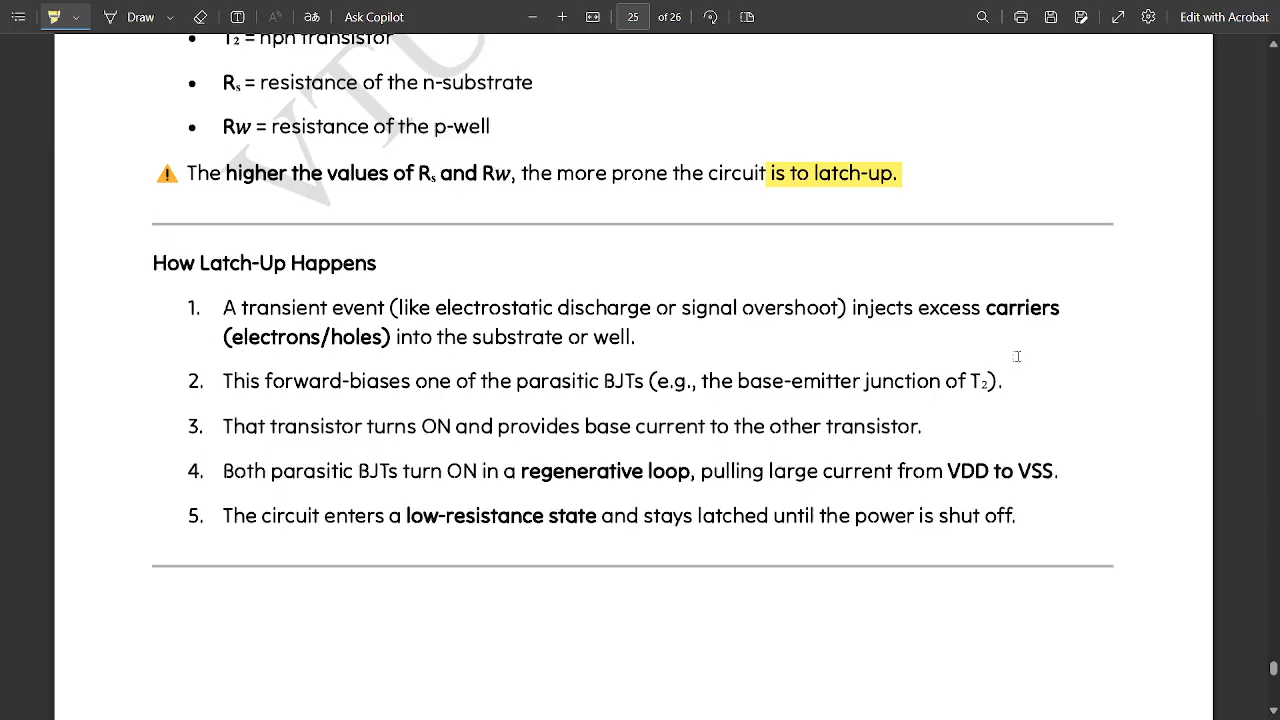 Draw
Ask Copilot
25
of 26
Edit with Acrobat
• T₂ = npn transistor
• Rₛ = resistance of the n-substrate
• Rw = resistance of the p-well
⚠ The higher the values of Rₛ and Rw, the more prone the circuit is to latch-up.
How Latch-Up Happens
1. A transient event (like electrostatic discharge or signal overshoot) injects excess carriers
(electrons/holes) into the substrate or well.
2. This forward-biases one of the parasitic BJTs (e.g., the base-emitter junction of T₂).
3. That transistor turns ON and provides base current to the other transistor.
4. Both parasitic BJTs turn ON in a regenerative loop, pulling large current from VDD to VSS.
5. The circuit enters a low-resistance state and stays latched until the power is shut off.